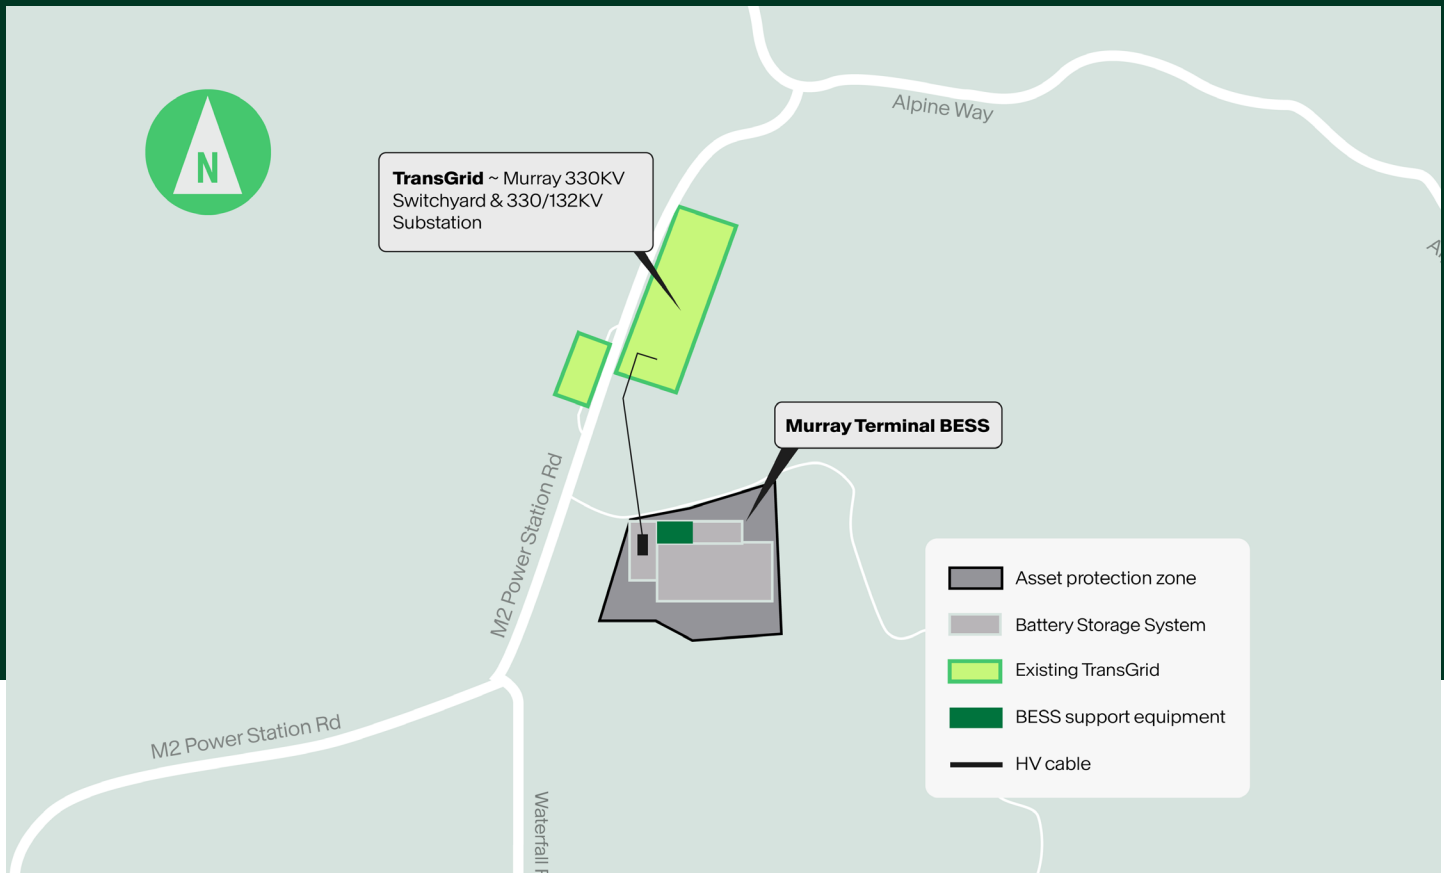 Alpine Way
N
TransGrid ~ Murray 330KV
Switchyard & 330/132KV
Substation
Murray Terminal BESS
M2 Power Station Rd
Asset protection zone
Battery Storage System
Existing TransGrid
BESS support equipment
HV cable
M2 Power Station Rd
Waterfall